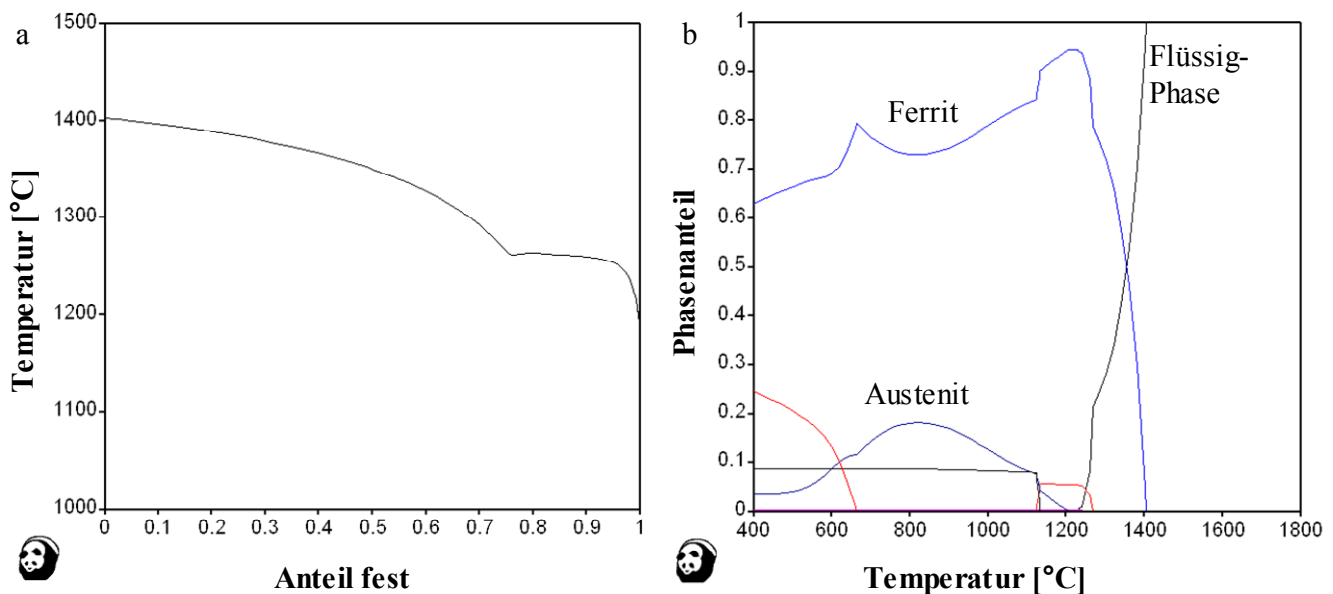 a
1500
1400
1300
1200
1100
1000
0 0.1 0.2 0.3 0.4 0.5 0.6 0.7 0.8 0.9 1
Temperatur [°C]
Anteil fest
b
1
0.9
0.8
0.7
0.6
0.5
0.4
0.3
0.2
0.1
0
400 600 800 1000 1200 1400 1600 1800
Phasenanteil
Temperatur [°C]
Flüssig-
Phase
Ferrit
Austenit